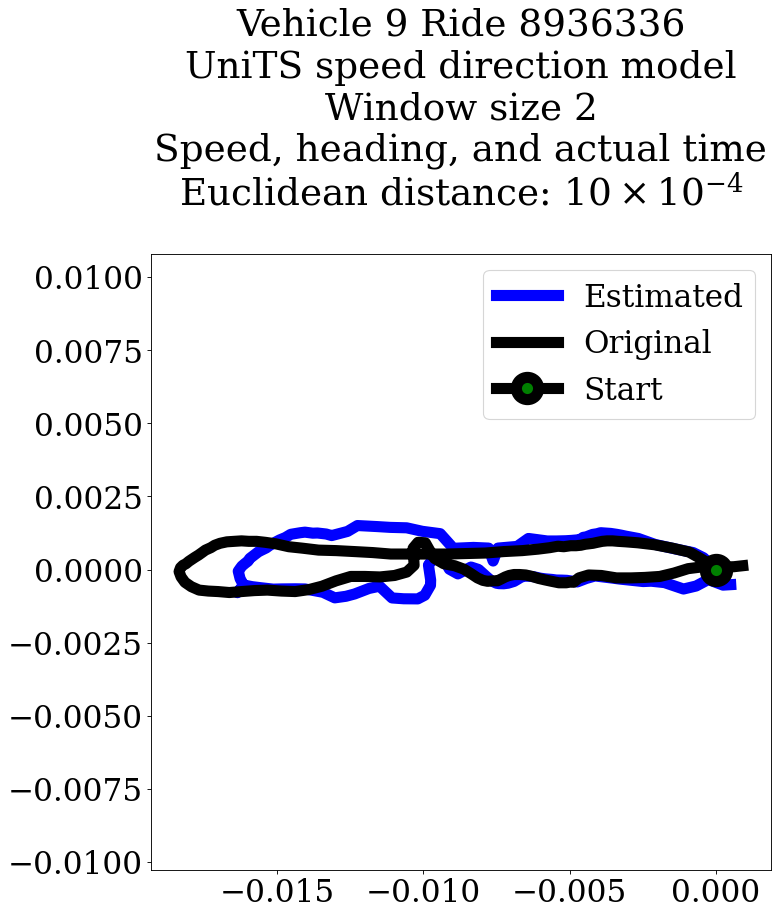 Vehicle 9 Ride 8936336
UniTS speed direction model
Window size 2
Speed, heading, and actual time
Euclidean distance: 10 × 10⁻⁴
Estimated
Original
Start
0.0100
0.0075
0.0050
0.0025
0.0000
−0.0025
−0.0050
−0.0075
−0.0100
−0.015 −0.010 −0.005 0.000